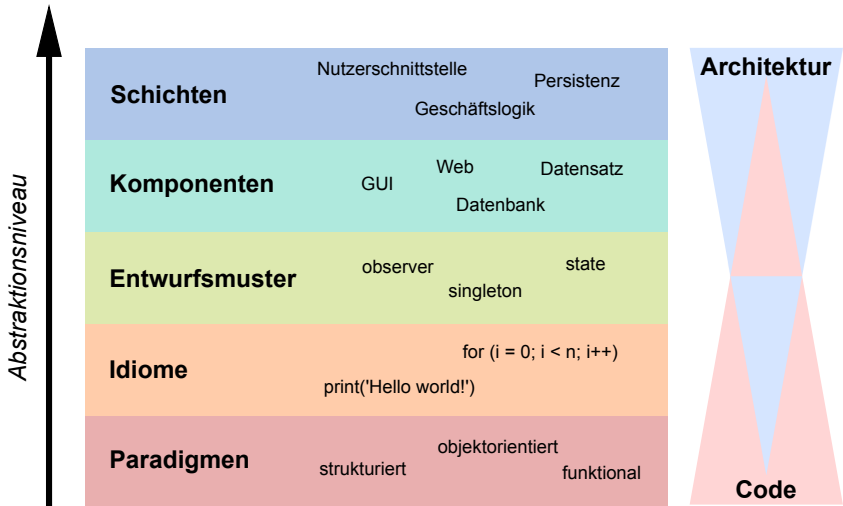 Abstraktionsniveau
Schichten
Nutzerschnittstelle
Persistenz
Geschäftslogik
Komponenten
Web
Datensatz
GUI
Datenbank
Entwurfsmuster
observer
state
singleton
Idiome
for (i = 0; i < n; i++)
print('Hello world!')
Paradigmen
objektorientiert
strukturiert
funktional
Architektur
Code